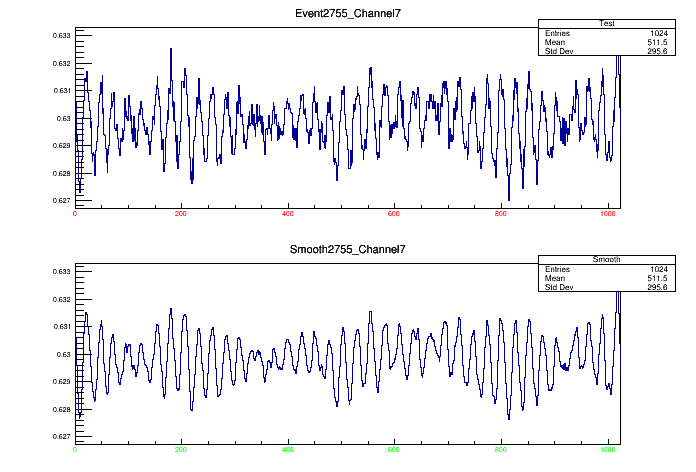 Event2755_Channel7
Test
Entries 1024
Mean 511.5
Std Dev 295.6
0.633
0.632
0.631
0.63
0.629
0.628
0.627
0 200 400 600 800 1000
Smooth2755_Channel7
Smooth
Entries 1024
Mean 511.5
Std Dev 295.6
0.633
0.632
0.631
0.63
0.629
0.628
0.627
0 200 400 600 800 1000